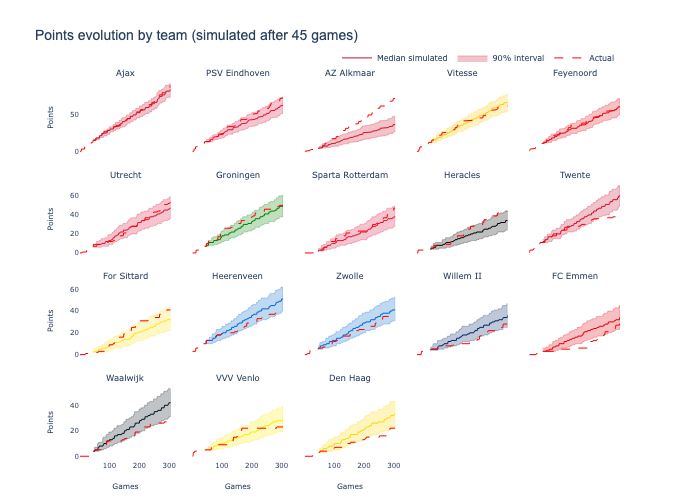 Points evolution by team (simulated after 45 games)
Median simulated 90% interval Actual
Ajax PSV Eindhoven AZ Alkmaar Vitesse Feyenoord
Points
50
0
Utrecht Groningen Sparta Rotterdam Heracles Twente
Points
60
40
20
0
For Sittard Heerenveen Zwolle Willem II FC Emmen
Points
60
40
20
0
Waalwijk VVV Venlo Den Haag
Points
40
20
0
100 200 300 100 200 300 100 200 300
Games Games Games